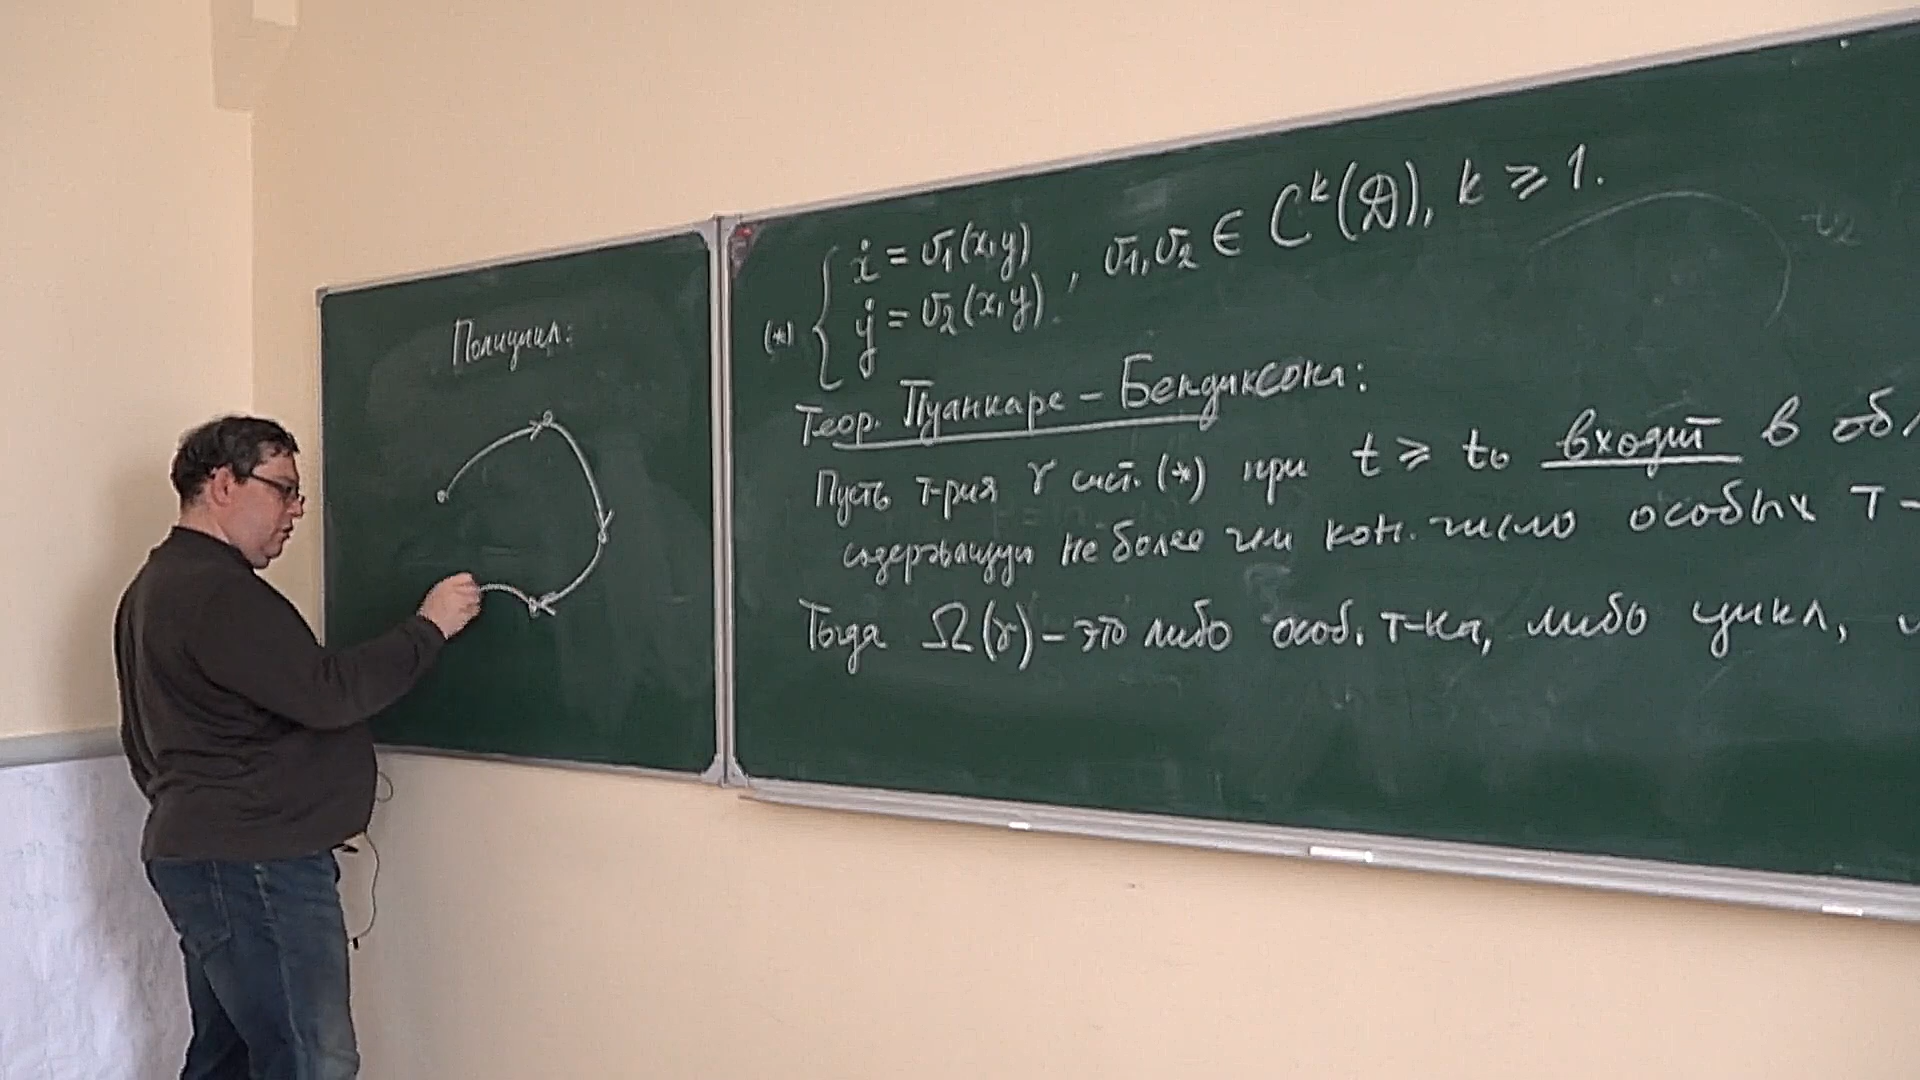 Полицикл:
(*) { ẋ = v₁(x,y)
ẏ = v₂(x,y) , v₁,v₂ ∈ Cᵏ(D), k ⩾ 1.
Теор. Пуанкаре – Бендиксона:
Пусть т-рия γ сист. (*) при t ⩾ t₀ входит в обл
содержащую не более чем кон. число особых т-
Тогда Ω(γ) – это либо особ. т-ка, либо цикл,